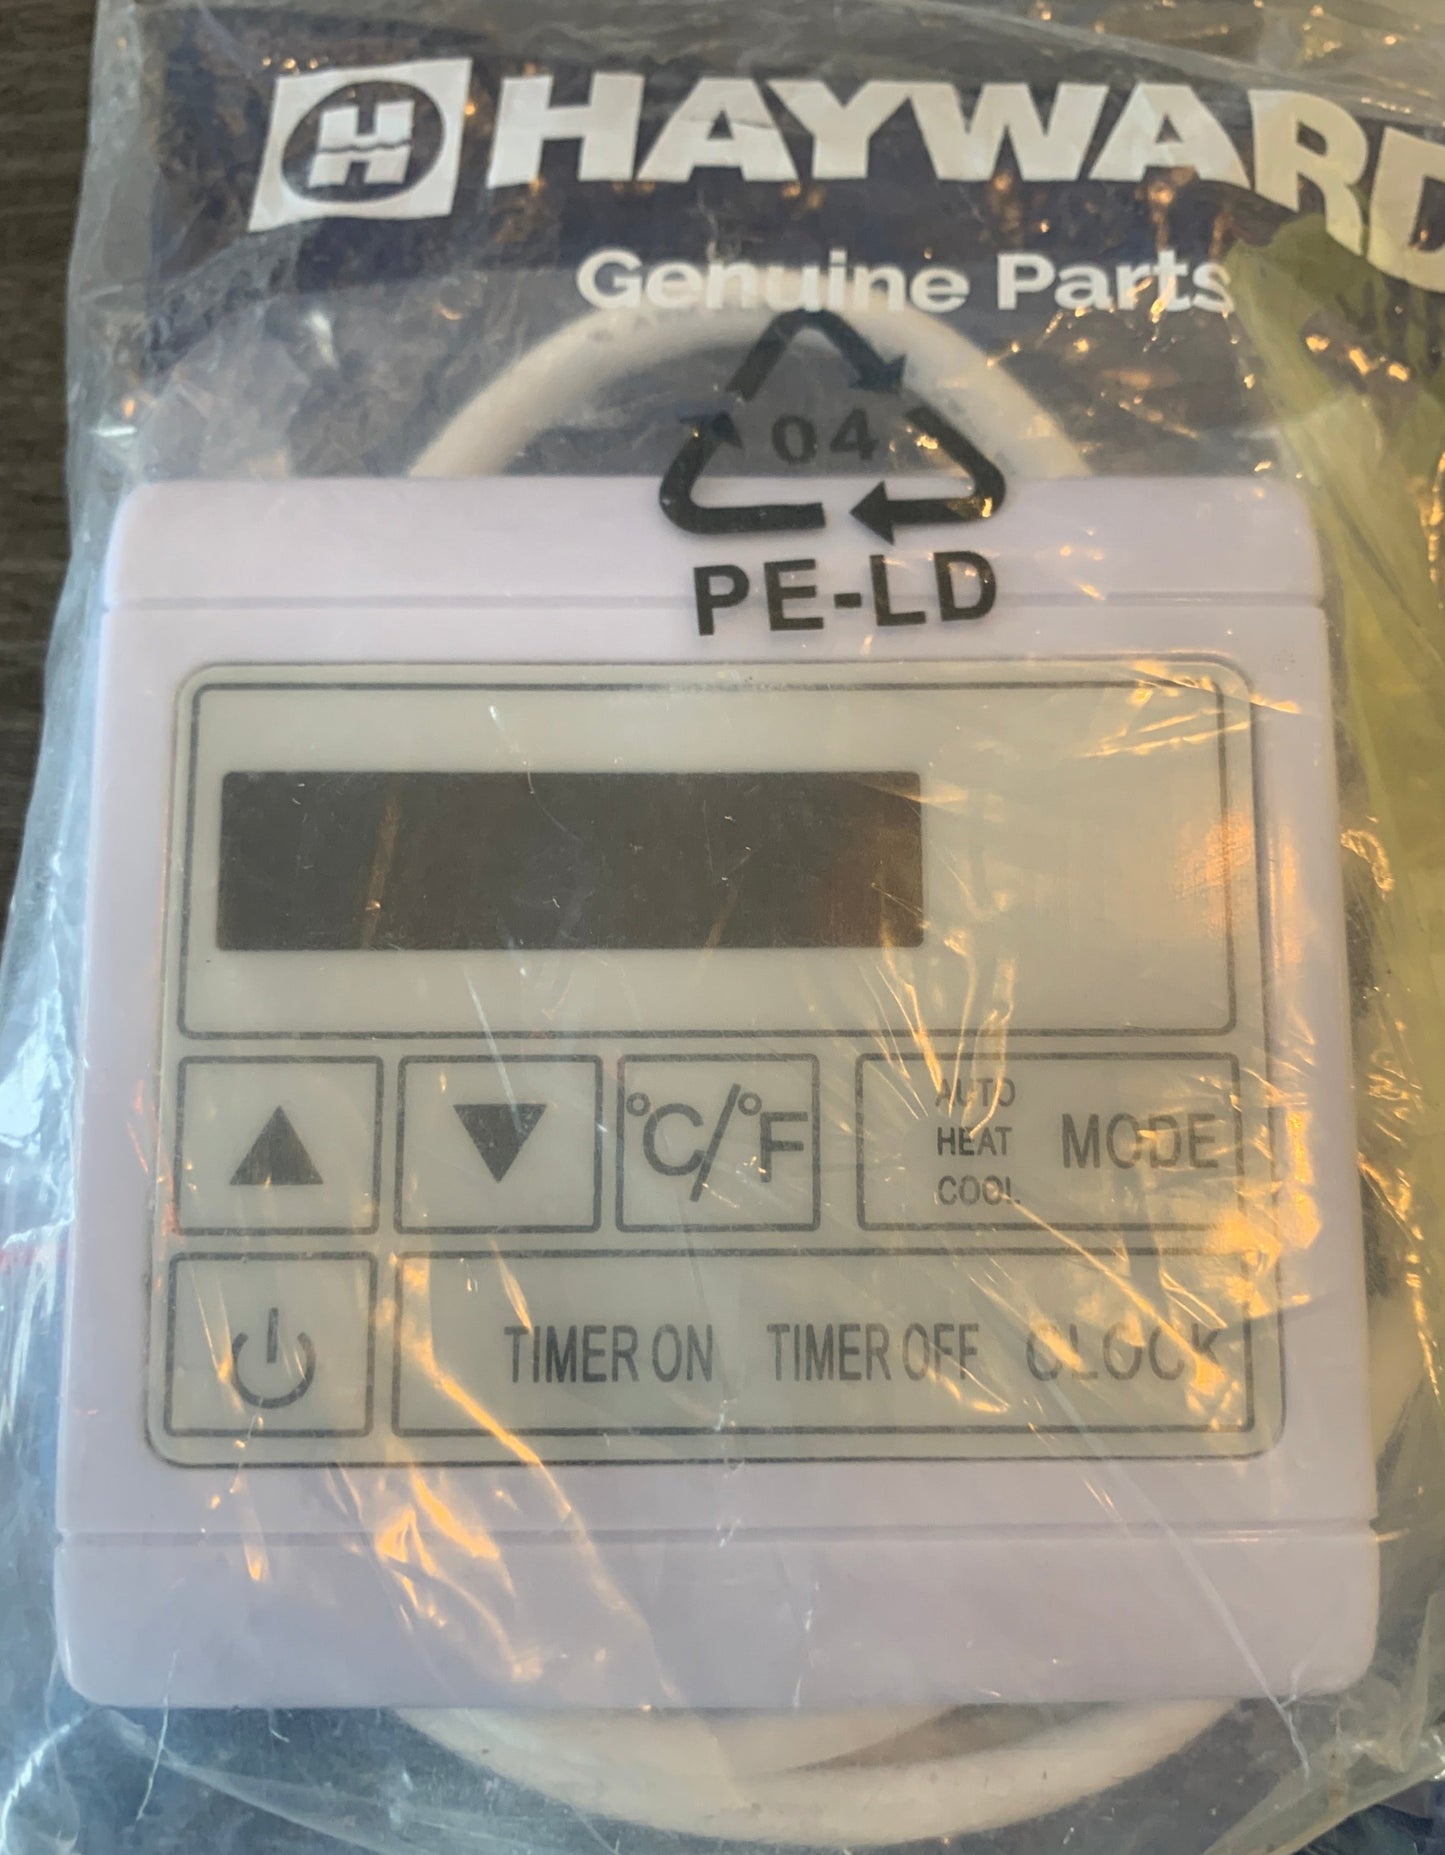 H HAYWARD
Genuine Parts
04
PE-LD
°C/°F
AUTO
HEAT
COOL
MODE
TIMER ON TIMER OFF CLOCK